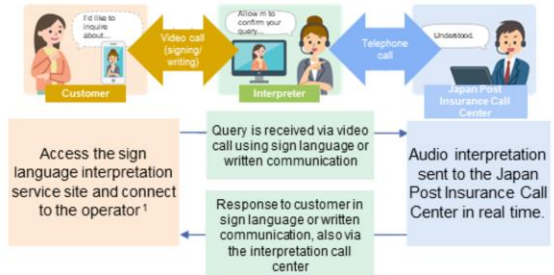 I'd like to
inquire
about...
Video call
(signing/
writing)
Allow m to
confirm your
query...
Telephone
call
Understood.
Customer
Interpreter
Japan Post
Insurance Call
Center
Access the sign
language interpretation
service site and connect
to the operator¹
Query is received via video
call using sign language or
written communication
Response to customer in
sign language or written
communication, also via
the interpretation call
center
Audio interpretation
sent to the Japan
Post Insurance Call
Center in real time.